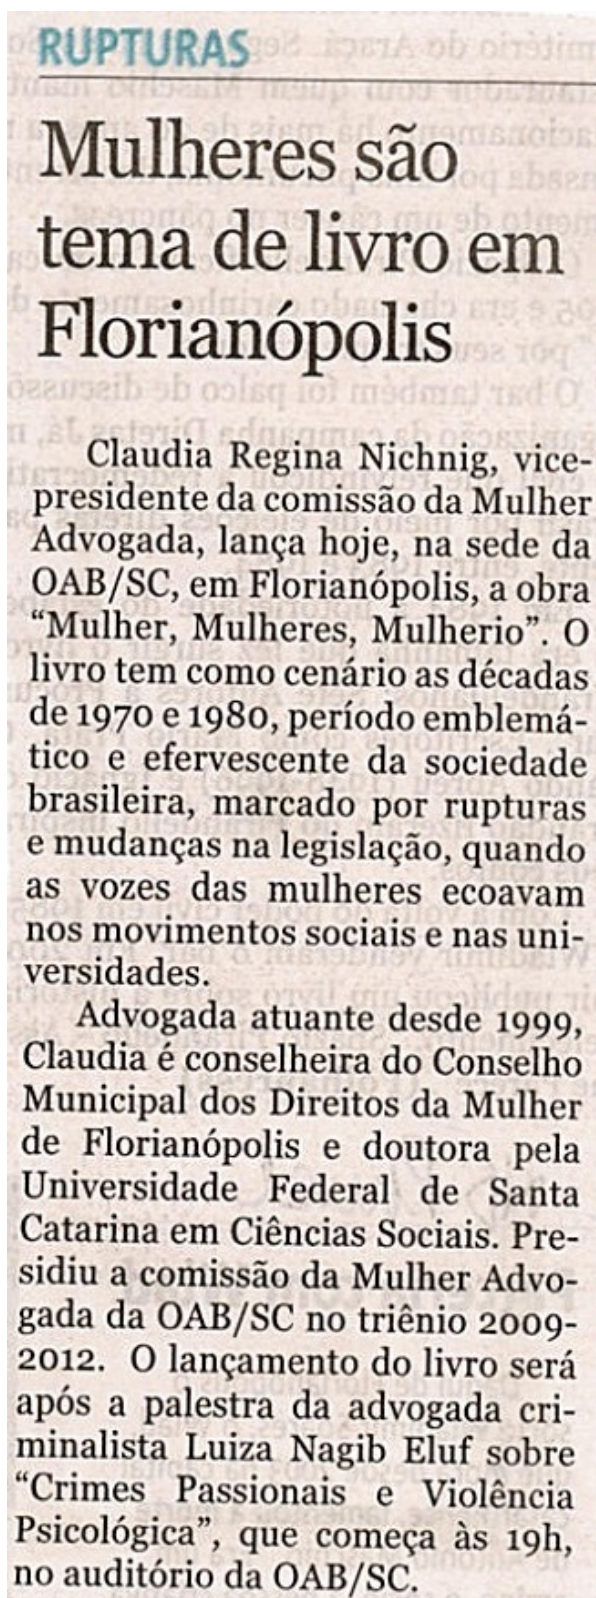 RUPTURAS
Mulheres são
tema de livro em
Florianópolis
Claudia Regina Nichnig, vice-
presidente da comissão da Mulher
Advogada, lança hoje, na sede da
OAB/SC, em Florianópolis, a obra
“Mulher, Mulheres, Mulherio”. O
livro tem como cenário as décadas
de 1970 e 1980, período emblemá-
tico e efervescente da sociedade
brasileira, marcado por rupturas
e mudanças na legislação, quando
as vozes das mulheres ecoavam
nos movimentos sociais e nas uni-
versidades.
Advogada atuante desde 1999,
Claudia é conselheira do Conselho
Municipal dos Direitos da Mulher
de Florianópolis e doutora pela
Universidade Federal de Santa
Catarina em Ciências Sociais. Pre-
sidiu a comissão da Mulher Advo-
gada da OAB/SC no triênio 2009-
2012. O lançamento do livro será
após a palestra da advogada cri-
minalista Luiza Nagib Eluf sobre
“Crimes Passionais e Violência
Psicológica”, que começa às 19h,
no auditório da OAB/SC.